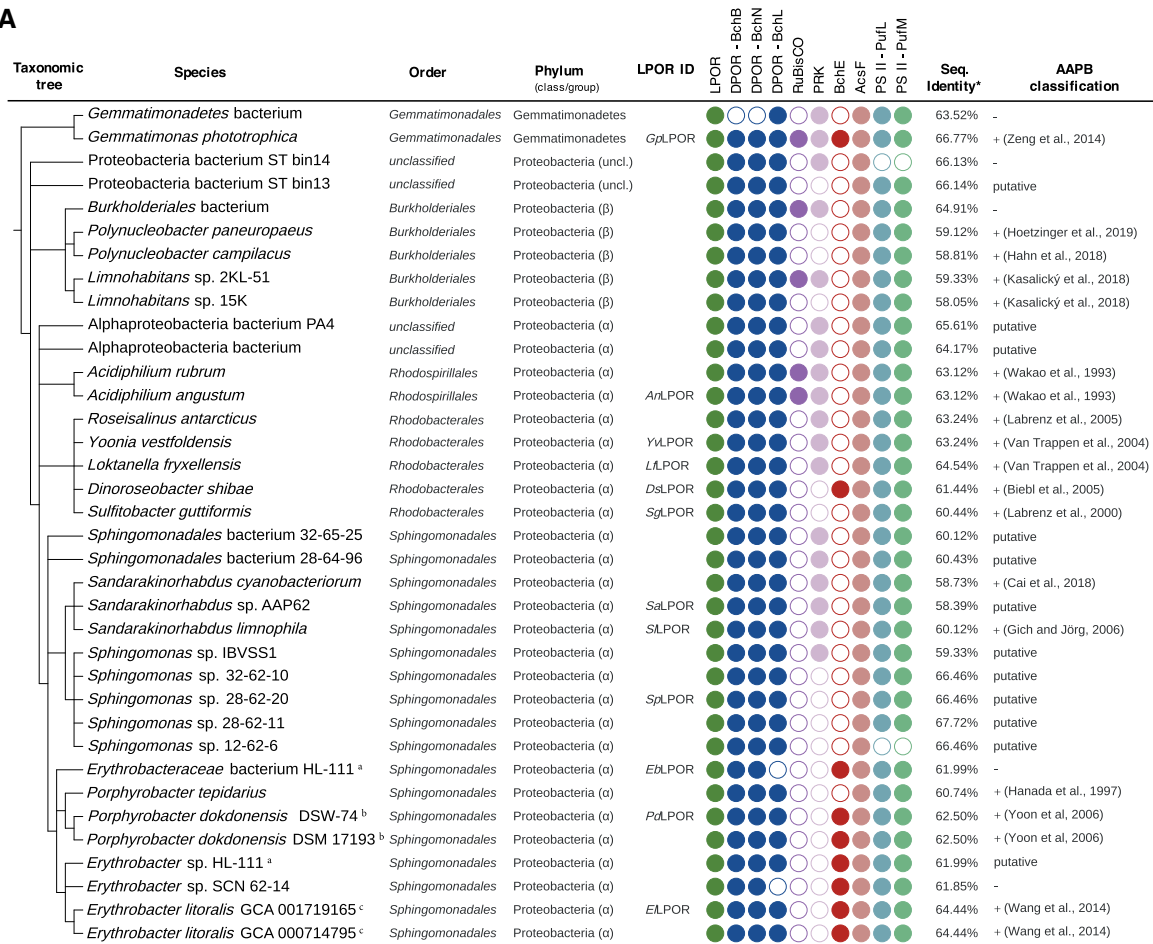 A
Taxonomic tree Species Order Phylum (class/group) LPOR ID LPOR DPOR - BchB DPOR - BchN DPOR - BchL RuBisCO PRK BchE AcsF PS II - PufL PS II - PufM Seq. Identity* AAPB classification
Gemmatimonadetes bacterium Gemmatimonadales Gemmatimonadetes 63.52% -
Gemmatimonas phototrophica Gemmatimonadales Gemmatimonadetes GpLPOR 66.77% + (Zeng et al., 2014)
Proteobacteria bacterium ST bin14 unclassified Proteobacteria (uncl.) 66.13% -
Proteobacteria bacterium ST bin13 unclassified Proteobacteria (uncl.) 66.14% putative
Burkholderiales bacterium Burkholderiales Proteobacteria (β) 64.91% -
Polynucleobacter paneuropaeus Burkholderiales Proteobacteria (β) 59.12% + (Hoetzinger et al., 2019)
Polynucleobacter campilacus Burkholderiales Proteobacteria (β) 58.81% + (Hahn et al., 2018)
Limnohabitans sp. 2KL-51 Burkholderiales Proteobacteria (β) 59.33% + (Kasalický et al., 2018)
Limnohabitans sp. 15K Burkholderiales Proteobacteria (β) 58.05% + (Kasalický et al., 2018)
Alphaproteobacteria bacterium PA4 unclassified Proteobacteria (α) 65.61% putative
Alphaproteobacteria bacterium unclassified Proteobacteria (α) 64.17% putative
Acidiphilium rubrum Rhodospirillales Proteobacteria (α) 63.12% + (Wakao et al., 1993)
Acidiphilium angustum Rhodospirillales Proteobacteria (α) AnLPOR 63.12% + (Wakao et al., 1993)
Roseisalinus antarcticus Rhodobacterales Proteobacteria (α) 63.24% + (Labrenz et al., 2005)
Yoonia vestfoldensis Rhodobacterales Proteobacteria (α) YvLPOR 63.24% + (Van Trappen et al., 2004)
Loktanella fryxellensis Rhodobacterales Proteobacteria (α) LfLPOR 64.54% + (Van Trappen et al., 2004)
Dinoroseobacter shibae Rhodobacterales Proteobacteria (α) DsLPOR 61.44% + (Biebl et al., 2005)
Sulfitobacter guttiformis Rhodobacterales Proteobacteria (α) SgLPOR 60.44% + (Labrenz et al., 2000)
Sphingomonadales bacterium 32-65-25 Sphingomonadales Proteobacteria (α) 60.12% putative
Sphingomonadales bacterium 28-64-96 Sphingomonadales Proteobacteria (α) 60.43% putative
Sandarakinorhabdus cyanobacteriorum Sphingomonadales Proteobacteria (α) 58.73% + (Cai et al., 2018)
Sandarakinorhabdus sp. AAP62 Sphingomonadales Proteobacteria (α) SaLPOR 58.39% putative
Sandarakinorhabdus limnophila Sphingomonadales Proteobacteria (α) SlLPOR 60.12% + (Gich and Jörg, 2006)
Sphingomonas sp. IBVSS1 Sphingomonadales Proteobacteria (α) 59.33% putative
Sphingomonas sp. 32-62-10 Sphingomonadales Proteobacteria (α) 66.46% putative
Sphingomonas sp. 28-62-20 Sphingomonadales Proteobacteria (α) SpLPOR 66.46% putative
Sphingomonas sp. 28-62-11 Sphingomonadales Proteobacteria (α) 67.72% putative
Sphingomonas sp. 12-62-6 Sphingomonadales Proteobacteria (α) 66.46% putative
Erythrobacteraceae bacterium HL-111 a Sphingomonadales Proteobacteria (α) EbLPOR 61.99% -
Porphyrobacter tepidarius Sphingomonadales Proteobacteria (α) 60.74% + (Hanada et al., 1997)
Porphyrobacter dokdonensis DSW-74 b Sphingomonadales Proteobacteria (α) PdLPOR 62.50% + (Yoon et al, 2006)
Porphyrobacter dokdonensis DSM 17193 b Sphingomonadales Proteobacteria (α) 62.50% + (Yoon et al, 2006)
Erythrobacter sp. HL-111 a Sphingomonadales Proteobacteria (α) 61.99% putative
Erythrobacter sp. SCN 62-14 Sphingomonadales Proteobacteria (α) 61.85% -
Erythrobacter litoralis GCA 001719165 c Sphingomonadales Proteobacteria (α) ElLPOR 64.44% + (Wang et al., 2014)
Erythrobacter litoralis GCA 000714795 c Sphingomonadales Proteobacteria (α) 64.44% + (Wang et al., 2014)